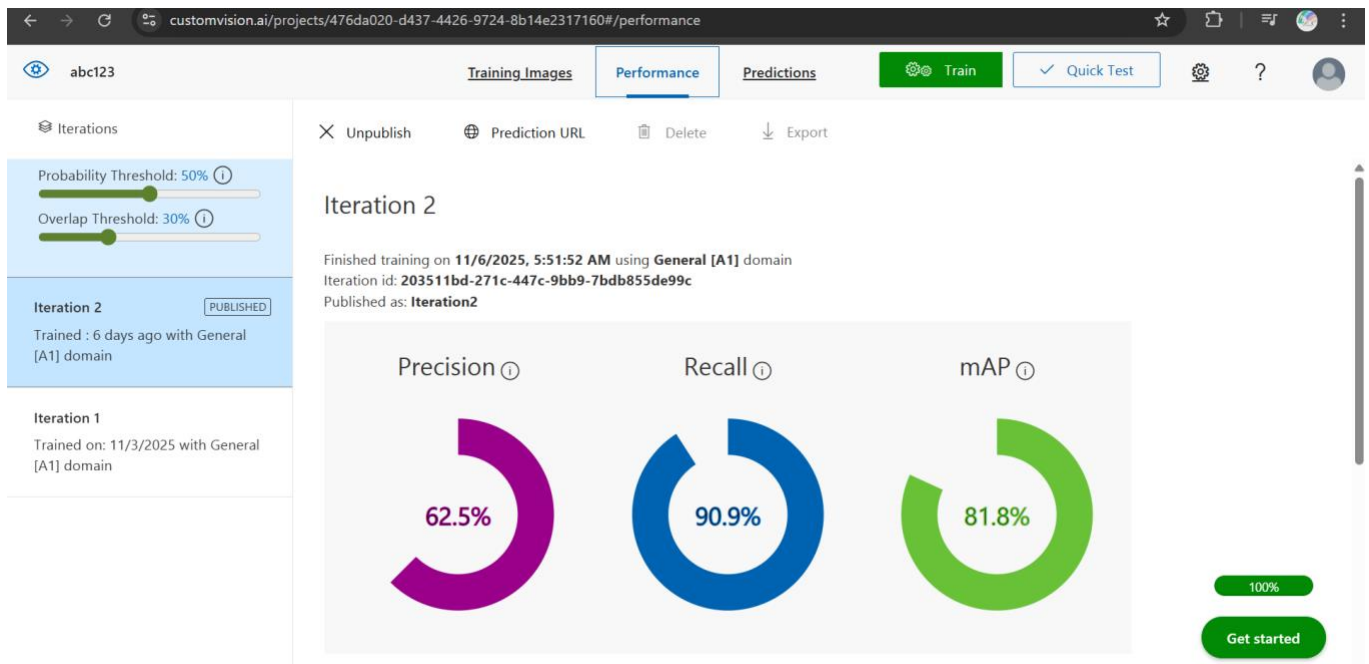 customvision.ai/projects/476da020-d437-4426-9724-8b14e2317160#/performance
abc123
Training Images
Performance
Predictions
Train
Quick Test
?
Iterations
Unpublish
Prediction URL
Delete
Export
Probability Threshold: 50%
Overlap Threshold: 30%
Iteration 2
PUBLISHED
Trained : 6 days ago with General
[A1] domain
Iteration 1
Trained on: 11/3/2025 with General
[A1] domain
Iteration 2
Finished training on 11/6/2025, 5:51:52 AM using General [A1] domain
Iteration id: 203511bd-271c-447c-9bb9-7bdb855de99c
Published as: Iteration2
Precision
Recall
mAP
62.5%
90.9%
81.8%
100%
Get started